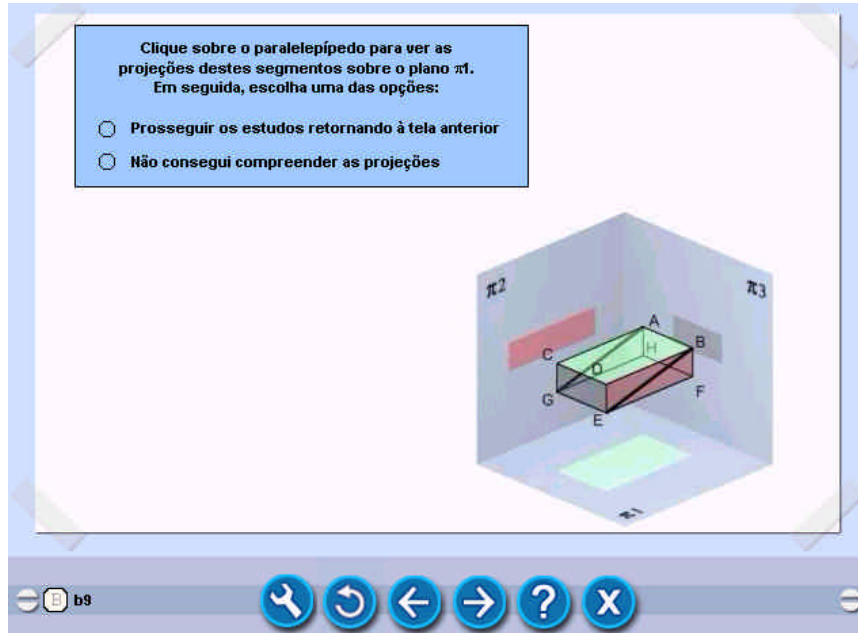 Clique sobre o paralelepípedo para ver as
projeções destes segmentos sobre o plano π1.
Em seguida, escolha uma das opções:
Prosseguir os estudos retornando à tela anterior
Não consegui compreender as projeções
π2
π3
A
B
C
H
D
G
F
E
π1
B b9
?
X